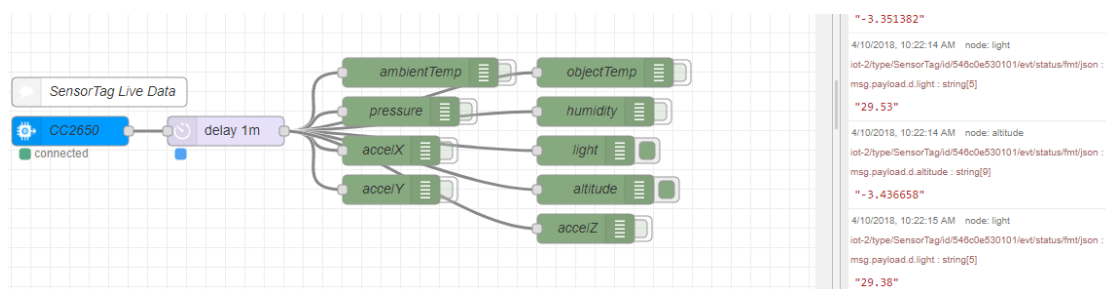 SensorTag Live Data
CC2650
connected
delay 1m
ambientTemp
objectTemp
pressure
humidity
accelX
light
accelY
altitude
accelZ
"-3.351382"
4/10/2018, 10:22:14 AM node: light
iot-2/type/SensorTag/id/546c0e530101/evt/status/fmt/json :
msg.payload.d.light : string[5]
"29.53"
4/10/2018, 10:22:14 AM node: altitude
iot-2/type/SensorTag/id/546c0e530101/evt/status/fmt/json :
msg.payload.d.altitude : string[9]
"-3.436658"
4/10/2018, 10:22:15 AM node: light
iot-2/type/SensorTag/id/546c0e530101/evt/status/fmt/json :
msg.payload.d.light : string[5]
"29.38"